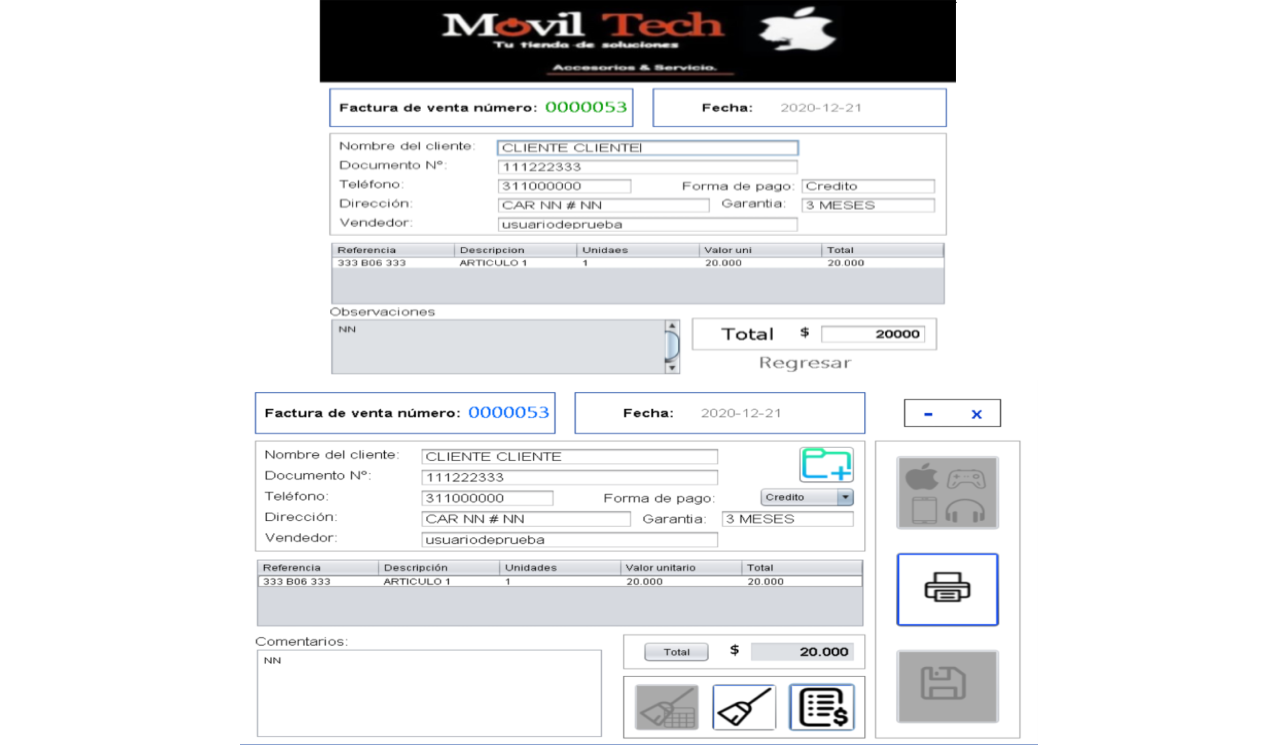 Movil Tech
Tu tienda de soluciones
Accesorios & Servicio.
Factura de venta número: 0000053 Fecha: 2020-12-21
Nombre del cliente: CLIENTE CLIENTE
Documento N°: 111222333
Teléfono: 311000000 Forma de pago: Credito
Dirección: CAR NN # NN Garantia: 3 MESES
Vendedor: usuariodeprueba
Referencia Descripcion Unidaes Valor uni Total
333 B06 333 ARTICULO 1 1 20.000 20.000
Observaciones
NN
Total $ 20000
Regresar
Factura de venta número: 0000053 Fecha: 2020-12-21 - x
Nombre del cliente: CLIENTE CLIENTE
Documento N°: 111222333
Teléfono: 311000000 Forma de pago: Credito
Dirección: CAR NN # NN Garantia: 3 MESES
Vendedor: usuariodeprueba
Referencia Descripción Unidades Valor unitario Total
333 B06 333 ARTICULO 1 1 20.000 20.000
Comentarios:
NN
Total $ 20.000